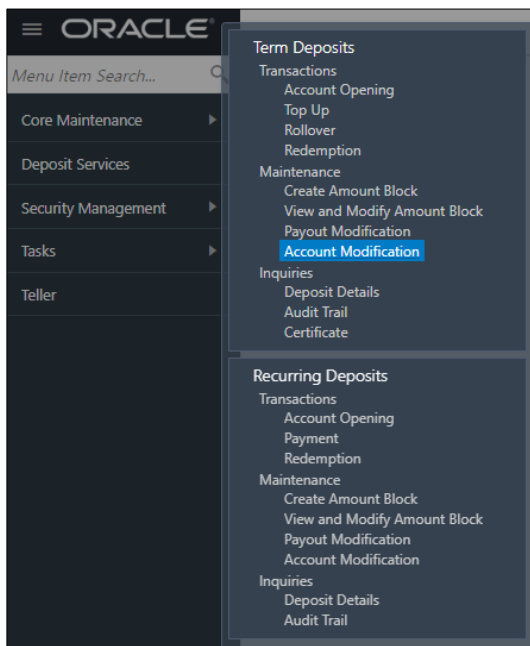 ORACLE
Menu Item Search...
Core Maintenance
Deposit Services
Security Management
Tasks
Teller
Term Deposits
Transactions
Account Opening
Top Up
Rollover
Redemption
Maintenance
Create Amount Block
View and Modify Amount Block
Payout Modification
Account Modification
Inquiries
Deposit Details
Audit Trail
Certificate
Recurring Deposits
Transactions
Account Opening
Payment
Redemption
Maintenance
Create Amount Block
View and Modify Amount Block
Payout Modification
Account Modification
Inquiries
Deposit Details
Audit Trail